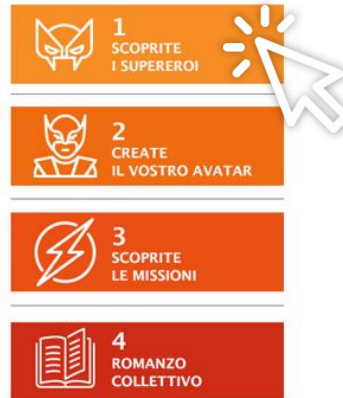 1
SCOPRITE
I SUPEREROI
2
CREATE
IL VOSTRO AVATAR
3
SCOPRITE
LE MISSIONI
4
ROMANZO
COLLETTIVO